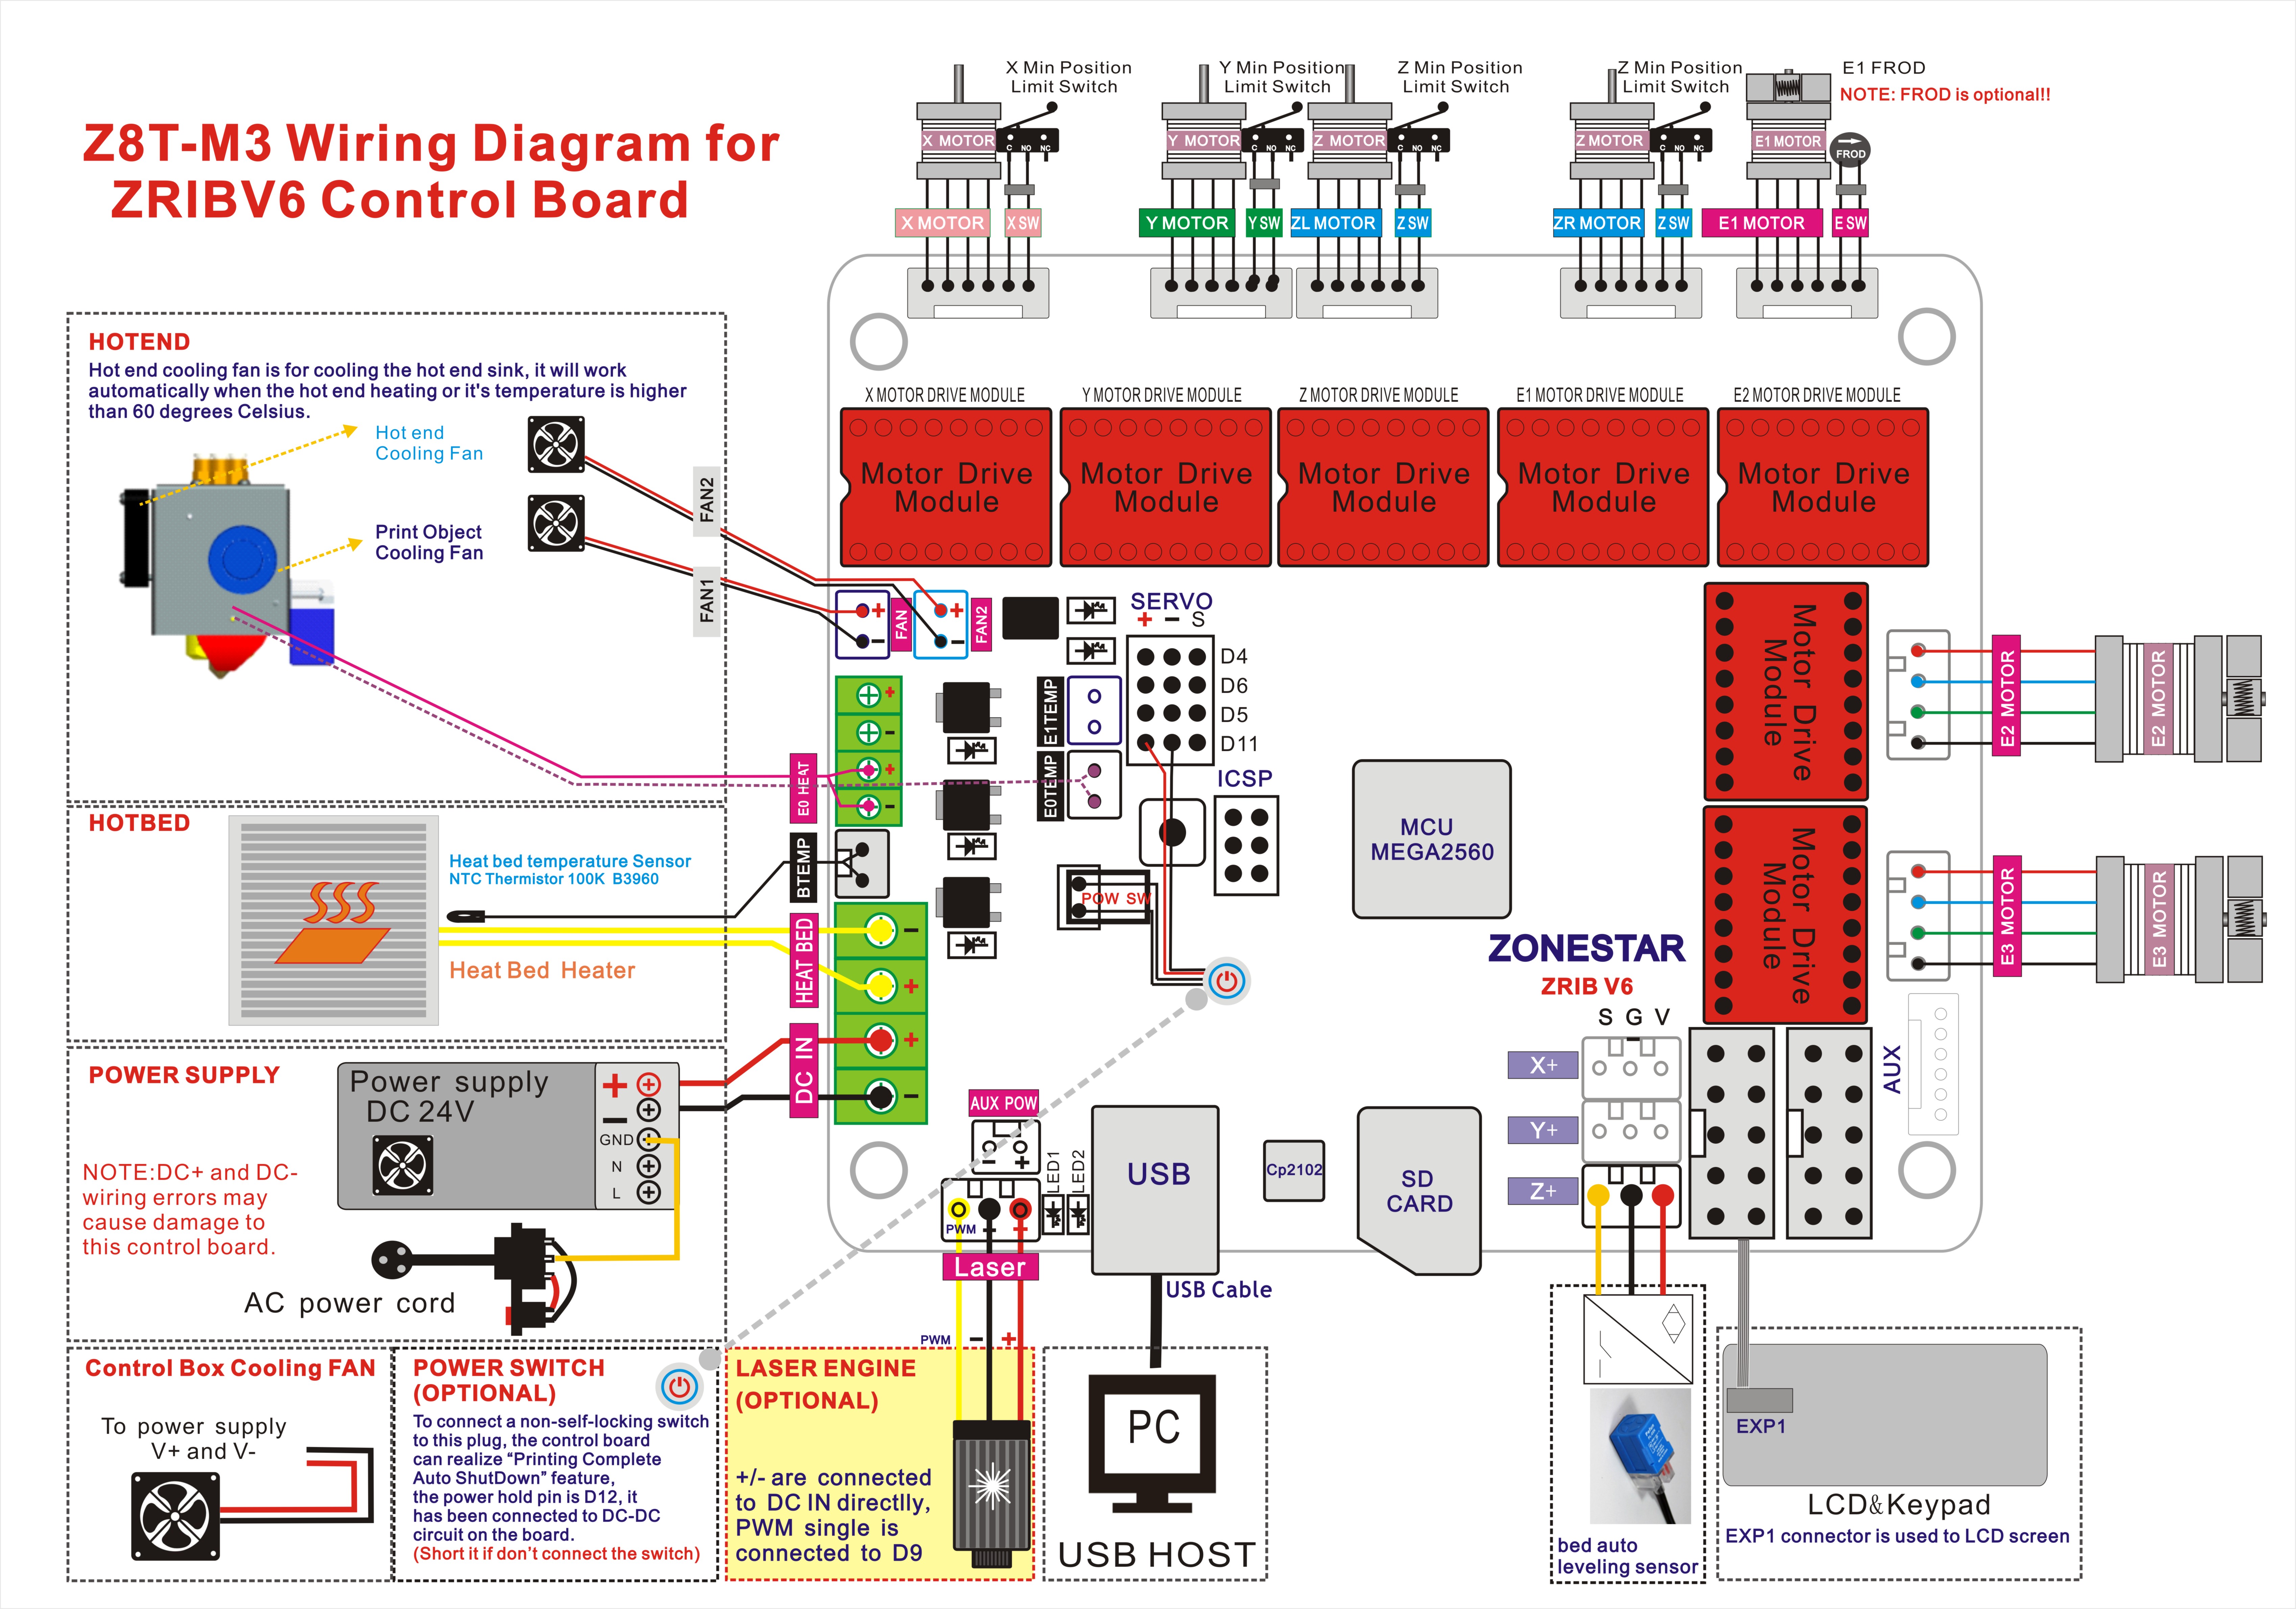 Z8T-M3 Wiring Diagram for
ZRIBV6 Control Board
X Min Position
Limit Switch
Y Min Position
Limit Switch
Z Min Position
Limit Switch
Z Min Position
Limit Switch
E1 FROD
NOTE: FROD is optional!!
X MOTOR
C NO NC
Y MOTOR
C NO NC
Z MOTOR
C NO NC
Z MOTOR
C NO NC
E1 MOTOR
FROD
X MOTOR
X SW
Y MOTOR
Y SW
ZL MOTOR
Z SW
ZR MOTOR
Z SW
E1 MOTOR
E SW
HOTEND
Hot end cooling fan is for cooling the hot end sink, it will work
automatically when the hot end heating or it's temperature is higher
than 60 degrees Celsius.
Hot end
Cooling Fan
Print Object
Cooling Fan
FAN2
FAN1
X MOTOR DRIVE MODULE
Y MOTOR DRIVE MODULE
Z MOTOR DRIVE MODULE
E1 MOTOR DRIVE MODULE
E2 MOTOR DRIVE MODULE
Motor Drive
Module
Motor Drive
Module
Motor Drive
Module
Motor Drive
Module
Motor Drive
Module
+
-
FAN
+
-
FAN2
SERVO
+ - S
D4
D6
D5
D11
E1TEMP
E0TEMP
ICSP
+
-
+
-
E0 HEAT
BTEMP
POW SW
MCU
MEGA2560
Motor Drive
Module
Motor Drive
Module
E2 MOTOR
E2 MOTOR
E3 MOTOR
E3 MOTOR
HOTBED
Heat bed temperature Sensor
NTC Thermistor 100K B3960
Heat Bed Heater
HEAT BED
-
+
DC IN
+
-
ZONESTAR
ZRIB V6
S G V
X+
Y+
Z+
AUX
POWER SUPPLY
Power supply
DC 24V
+
-
GND
N
L
NOTE:DC+ and DC-
wiring errors may
cause damage to
this control board.
AC power cord
AUX POW
- +
LED1
LED2
PWM - +
Laser
PWM - +
USB
Cp2102
SD
CARD
USB Cable
Control Box Cooling FAN
To power supply
V+ and V-
POWER SWITCH
(OPTIONAL)
To connect a non-self-locking switch
to this plug, the control board
can realize “Printing Complete
Auto ShutDown” feature,
the power hold pin is D12, it
has been connected to DC-DC
circuit on the board.
(Short it if don't connect the switch)
LASER ENGINE
(OPTIONAL)
+/- are connected
to DC IN directlly,
PWM single is
connected to D9
PC
USB HOST
bed auto
leveling sensor
EXP1
LCD&Keypad
EXP1 connector is used to LCD screen